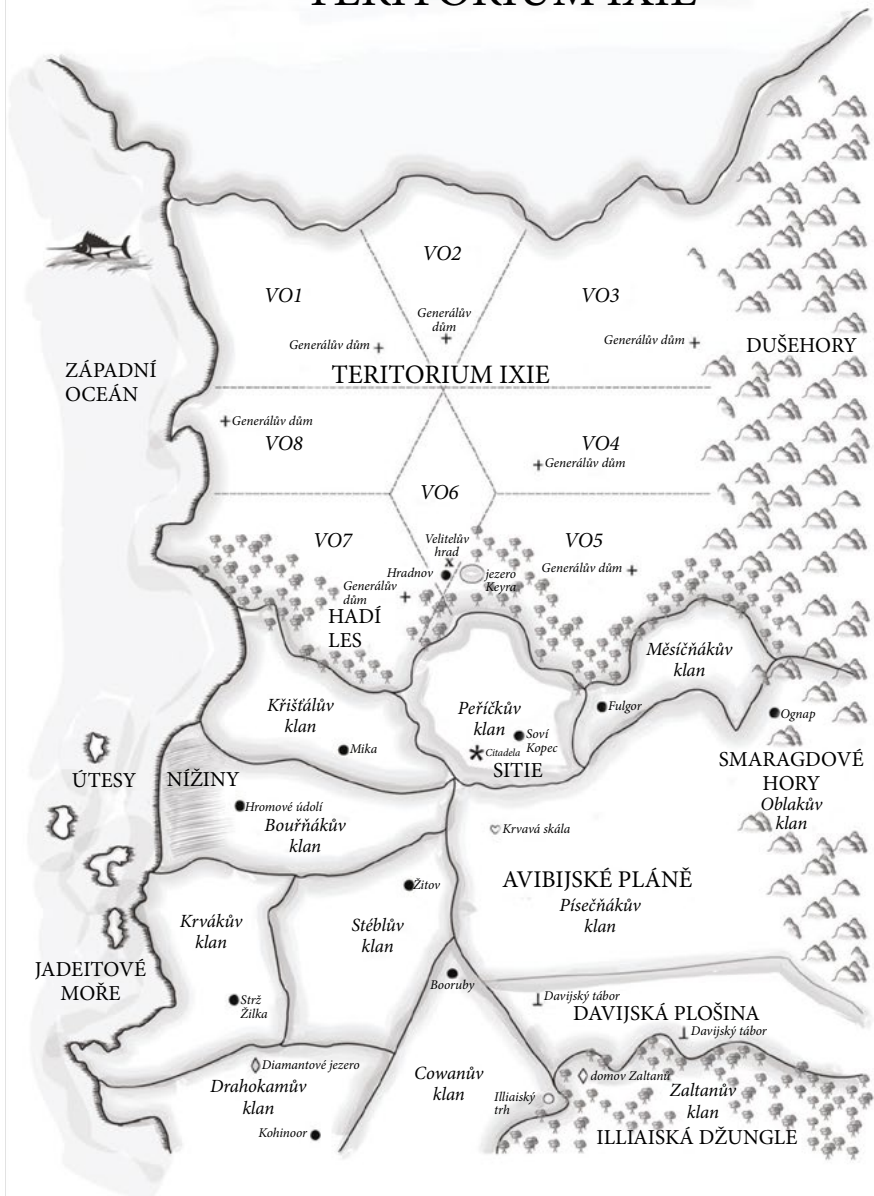 TERITORIUM IXIE
VO2
VO1
VO3
Generálův
dům
Generálův dům
Generálův dům
DUŠEHORY
ZÁPADNÍ
OCEÁN
TERITORIUM IXIE
Generálův dům
VO8
VO4
Generálův dům
VO6
VO7
Velitelův
hrad
x
VO5
Hradnov
jezero
Keyra
Generálův dům
Generálův
dům
HADÍ
LES
Měsíčňákův
klan
Křišťálův
klan
Peříčkův
klan
Fulgor
Ognap
Mika
Soví
Kopec
Citadela
SITIE
SMARAGDOVÉ
HORY
Oblakův
klan
ÚTESY
NÍŽINY
Hromové údolí
Bouřňákův
klan
Krvavá skála
AVIBIJSKÉ PLÁNĚ
Písečňákův
klan
Žitov
Krvákův
klan
Stéblův
klan
JADEITOVÉ
MOŘE
Booruby
Strž
Žilka
Davijský tábor
DAVIJSKÁ PLOŠINA
Davijský tábor
Diamantové jezero
Drahokamův
klan
Cowanův
klan
domov Zaltanů
Illiaiský
trh
Zaltanův
klan
Kohinoor
ILLIAISKÁ DŽUNGLE